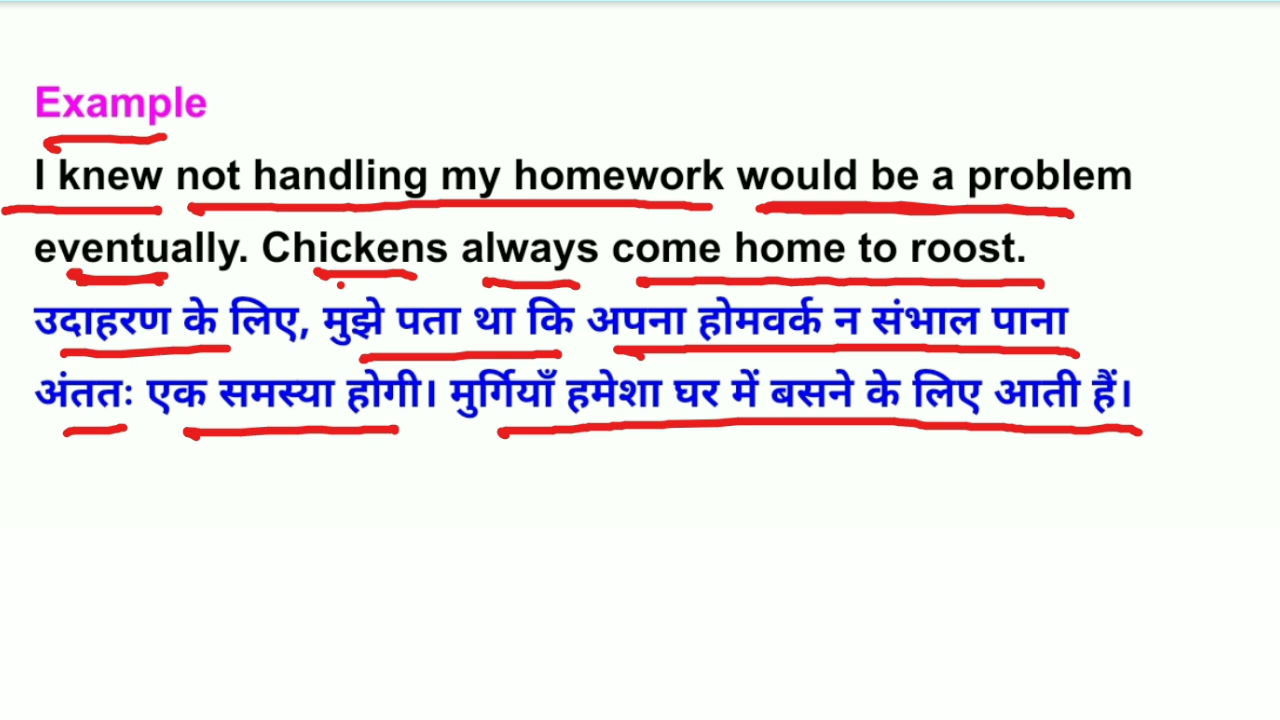 Example
I knew not handling my homework would be a problem
eventually. Chickens always come home to roost.
उदाहरण के लिए, मुझे पता था कि अपना होमवर्क न संभाल पाना
अंततः एक समस्या होगी। मुर्गियाँ हमेशा घर में बसने के लिए आती हैं।